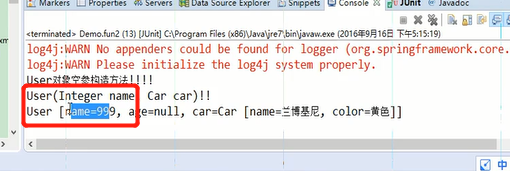 Markers Properties Servers Data Source Explorer Snippets Console JUnit Javadoc
<terminated> Demo.fun2 (13) [JUnit] C:\Program Files (x86)\Java\jre7\bin\javaw.exe (2016年9月16日 下午5:15:19)
log4j:WARN No appenders could be found for logger (org.springframework.core.
log4j:WARN Please initialize the log4j system properly.
User对象空参构造方法!!!!
User(Integer name, Car car)!!
User [name=999, age=null, car=Car [name=兰博基尼, color=黄色]]
中